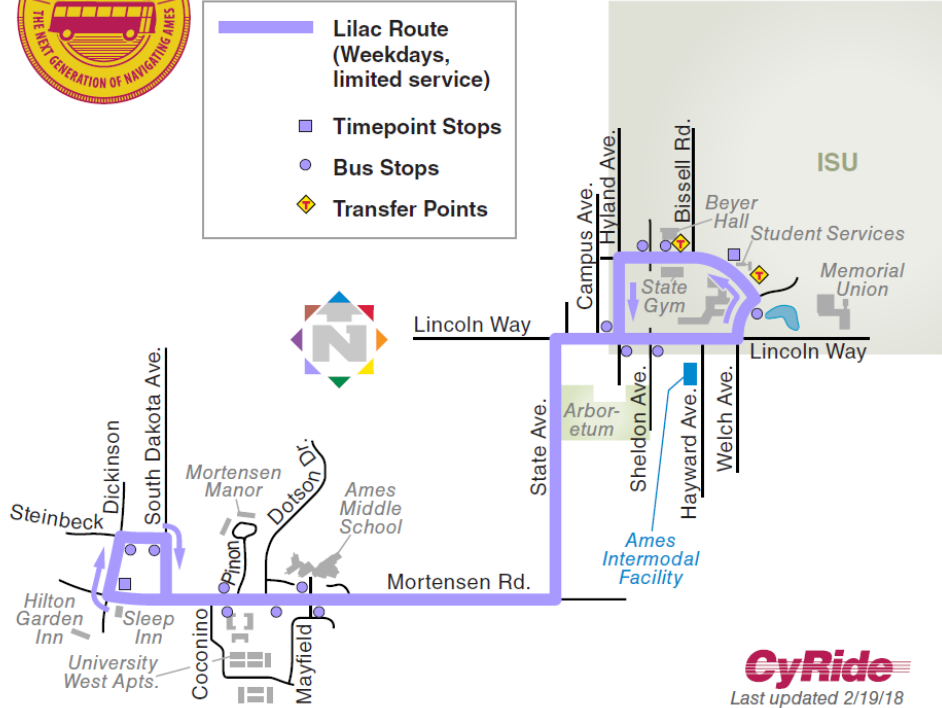 THE NEXT GENERATION OF NAVIGATING AMES
Lilac Route
(Weekdays,
limited service)
Timepoint Stops
Bus Stops
T
Transfer Points
ISU
Campus Ave.
Hyland Ave.
Bissell Rd.
Beyer
Hall
T
Student Services
T
State
Gym
Memorial
Union
N
Lincoln Way
Lincoln Way
State Ave.
Arbor-
etum
Sheldon Ave.
Hayward Ave.
Welch Ave.
Ames
Intermodal
Facility
Steinbeck
Dickinson
South Dakota Ave.
Mortensen
Manor
Pinon
Dotson Dr.
Ames
Middle
School
Mortensen Rd.
Hilton
Garden
Inn
Sleep
Inn
University
West Apts.
Coconino
Mayfield
CyRide
Last updated 2/19/18